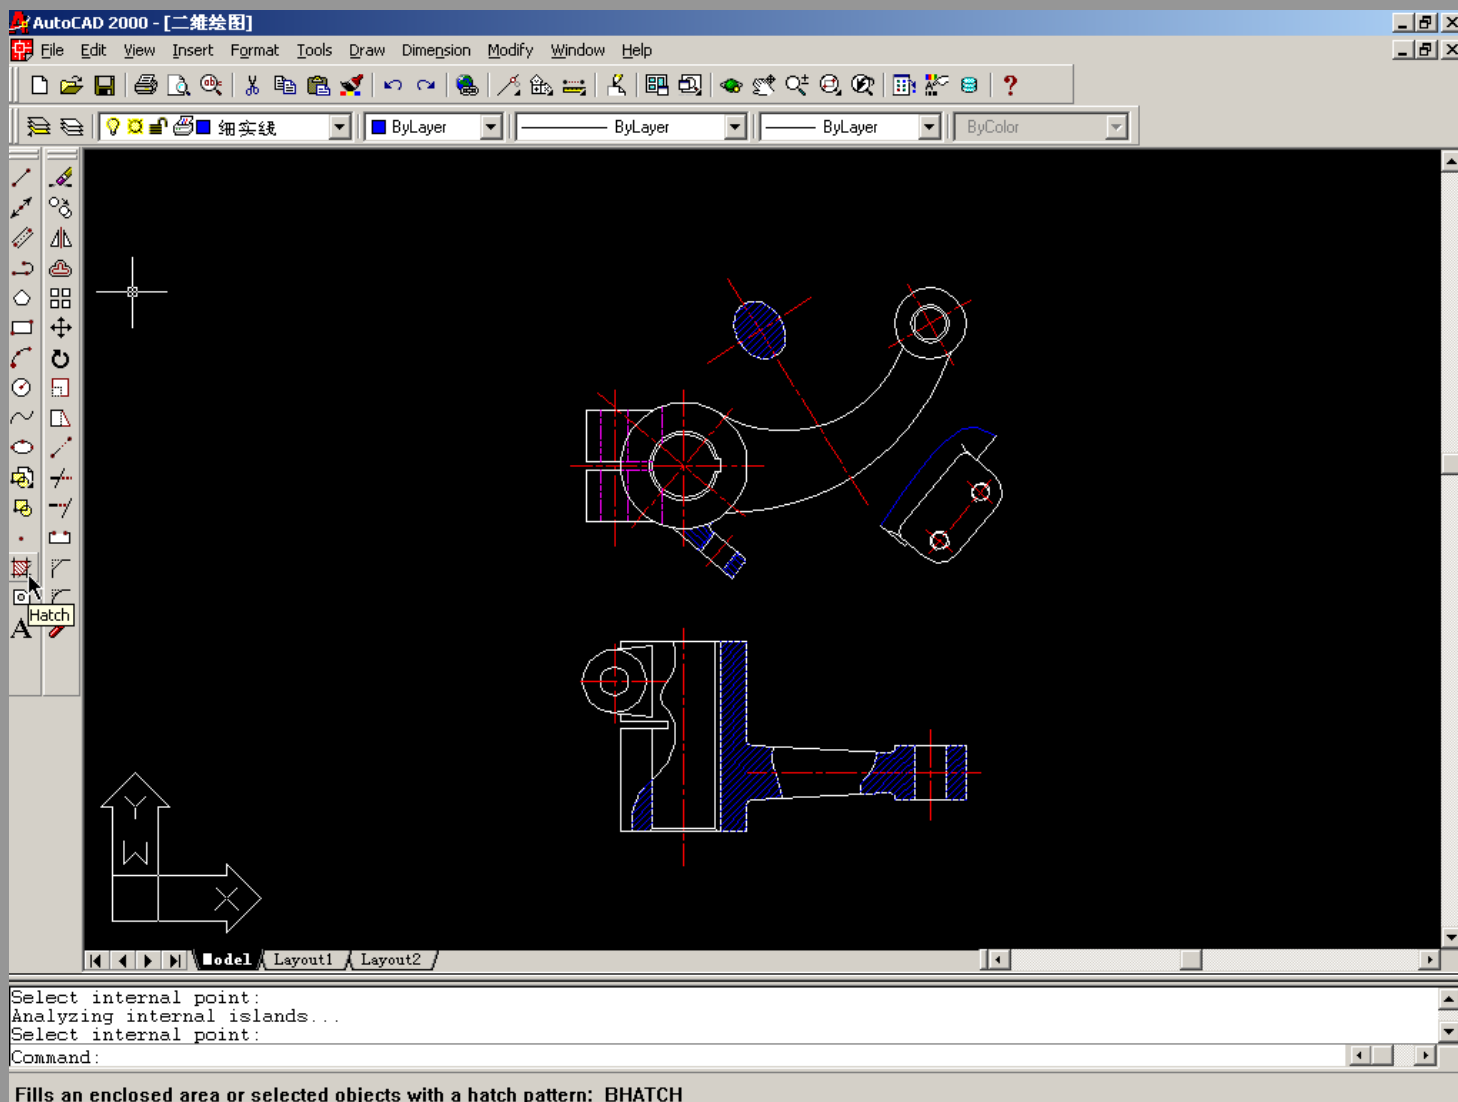 AutoCAD 2000 - [二维绘图]
File Edit View Insert Format Tools Draw Dimension Modify Window Help
细实线 ByLayer ByLayer ByLayer ByColor
A
Hatch
Y
W
X
Model Layout1 Layout2
Select internal point:
Analyzing internal islands...
Select internal point:
Command:
Fills an enclosed area or selected objects with a hatch pattern: BHATCH